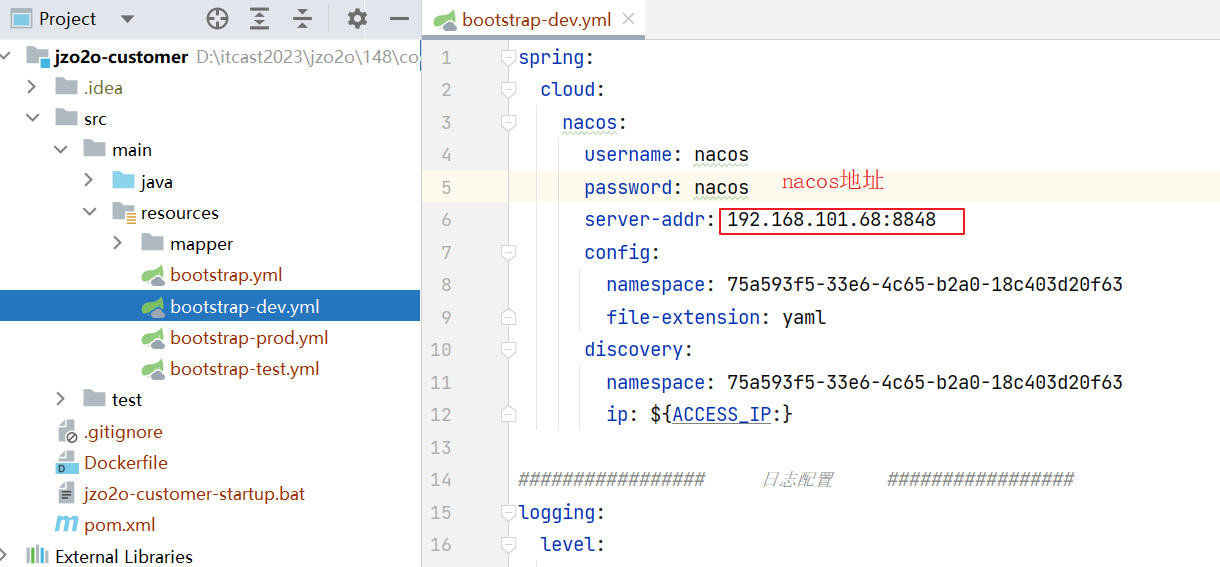 Project
bootstrap-dev.yml
jzo2o-customer D:\itcast2023\jzo2o\148\co
.idea
src
main
java
resources
mapper
bootstrap.yml
bootstrap-dev.yml
bootstrap-prod.yml
bootstrap-test.yml
test
.gitignore
Dockerfile
jzo2o-customer-startup.bat
pom.xml
External Libraries
1 spring:
2 cloud:
3 nacos:
4 username: nacos
5 password: nacos nacos地址
6 server-addr: 192.168.101.68:8848
7 config:
8 namespace: 75a593f5-33e6-4c65-b2a0-18c403d20f63
9 file-extension: yaml
10 discovery:
11 namespace: 75a593f5-33e6-4c65-b2a0-18c403d20f63
12 ip: ${ACCESS_IP:}
13
14 ################# 日志配置 #################
15 logging:
16 level: